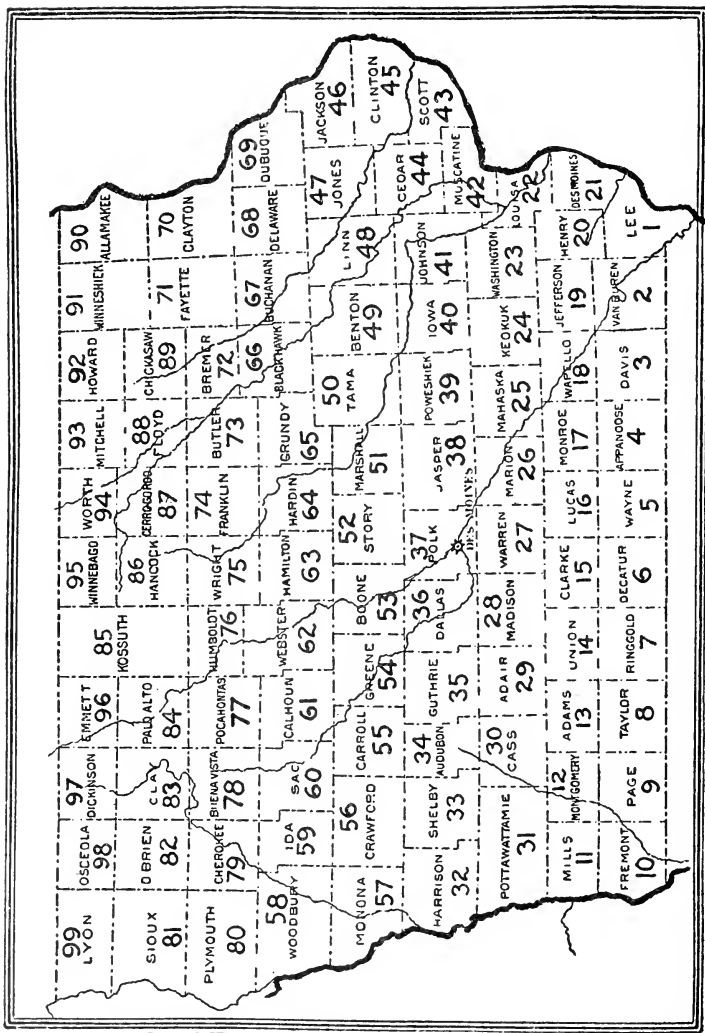 99
LYON
OSCEOLA
98
97
DICKINSON
EMMETT
96
85
KOSSUTH
95
WINNEBAGO
WORTH
94
93
MITCHELL
92
HOWARD
91
WINNESHIEK
90
ALLAMAKEE
SIOUX
81
O'BRIEN
82
CLAY
83
PALO ALTO
84
86
HANCOCK
CERROGORDO
87
88
FLOYD
CHICKASAW
89
71
FAYETTE
70
CLAYTON
PLYMOUTH
80
CHEROKEE
79
BUENA VISTA
78
POCAHONTAS
77
HUMBOLDT
76
WRIGHT
75
74
FRANKLIN
BUTLER
73
BREMER
72
58
WOODBURY
IDA
59
SAC
60
CALHOUN
61
WEBSTER
62
HAMILTON
63
HARDIN
64
GRUNDY
65
66
BLACKHAWK
67
BUCHANAN
68
DELAWARE
69
DUBUQUE
MONONA
57
56
CRAWFORD
CARROLL
55
GREENE
54
BOONE
53
52
STORY
MARSHALL
51
50
TAMA
BENTON
49
LINN
48
47
JONES
JACKSON
46
CLINTON
45
HARRISON
32
SHELBY
33
34
AUDUBON
GUTHRIE
35
36
DALLAS
37
POLK
DES MOINES
JASPER
38
POWESHIEK
39
IOWA
40
JOHNSON
41
CEDAR
44
SCOTT
43
MUSCATINE
42
POTTAWATTAMIE
31
30
CASS
ADAIR
29
28
MADISON
WARREN
27
MARION
26
MAHASKA
25
KEOKUK
24
WASHINGTON
23
LOUISA
22
MILLS
11
12
MONTGOMERY
ADAMS
13
UNION
14
CLARKE
15
LUCAS
16
MONROE
17
WAPELLO
18
JEFFERSON
19
HENRY
20
DESMOINES
21
FREMONT
10
PAGE
9
TAYLOR
8
RINGGOLD
7
DECATUR
6
WAYNE
5
APPANOOSE
4
DAVIS
3
VAN BUREN
2
LEE
1